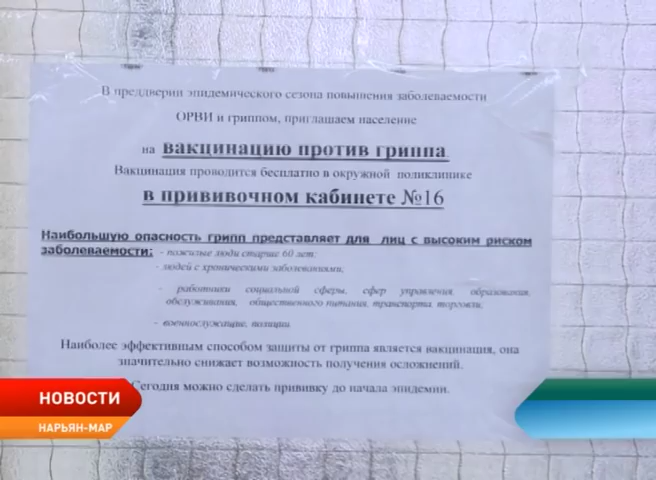 В преддверии эпидемического сезона повышения заболеваемости
ОРВИ и гриппом, приглашаем население
на вакцинацию против гриппа
Вакцинация проводится бесплатно в окружной поликлинике
в прививочном кабинете №16
Наибольшую опасность грипп представляет для лиц с высоким риском
заболеваемости: - пожилые люди старше 60 лет;
- людей с хроническими заболеваниями;
- работники социальной сферы, сфер управления, образования,
обслуживания, общественного питания, транспорта торговли,
- военнослужащие, полиции
Наиболее эффективным способом защиты от гриппа является вакцинация, она
значительно снижает возможность получения осложнений.
Сегодня можно сделать прививку до начала эпидемии.
НОВОСТИ
НАРЬЯН-МАР